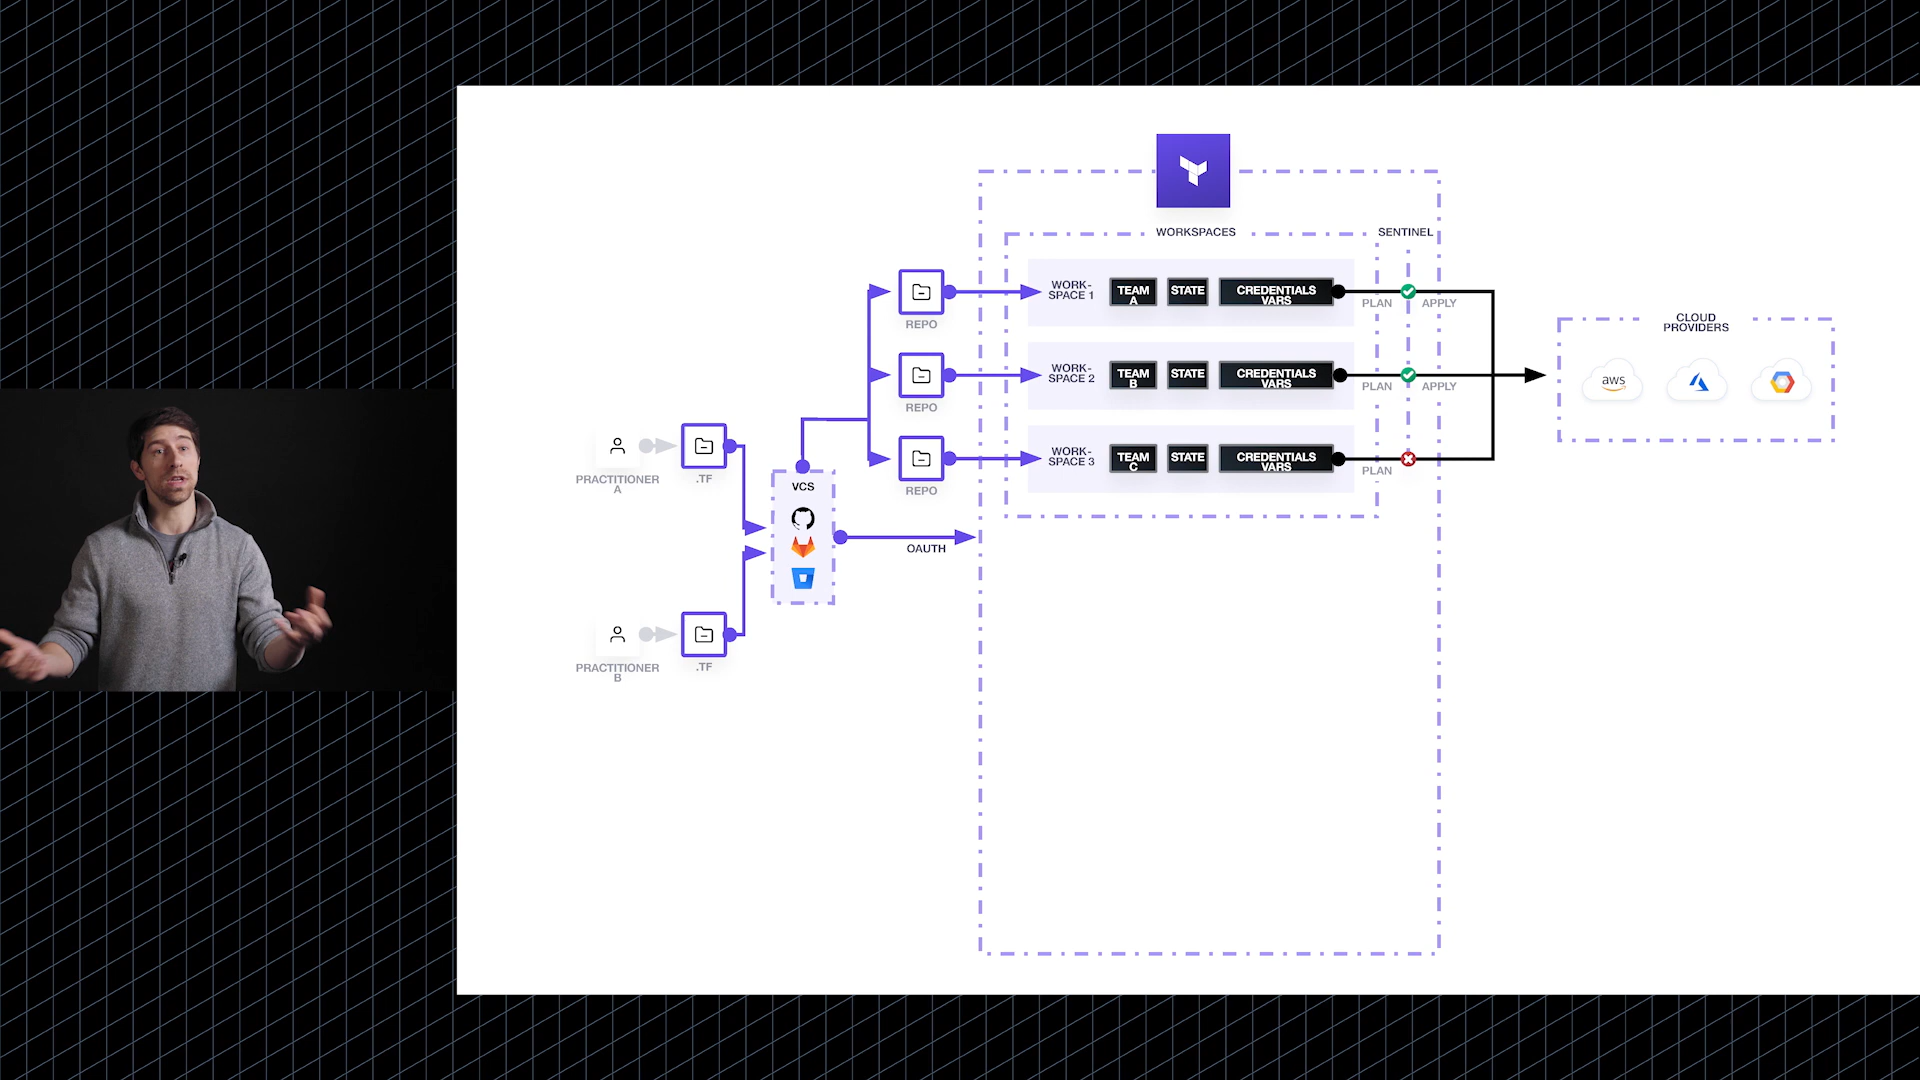 WORKSPACES
SENTINEL
WORK-
SPACE 1
TEAM
A
STATE
CREDENTIALS
VARS
PLAN
APPLY
REPO
WORK-
SPACE 2
TEAM
B
STATE
CREDENTIALS
VARS
PLAN
APPLY
REPO
WORK-
SPACE 3
TEAM
C
STATE
CREDENTIALS
VARS
PLAN
REPO
CLOUD
PROVIDERS
aws
PRACTITIONER
A
.TF
VCS
OAUTH
PRACTITIONER
B
.TF